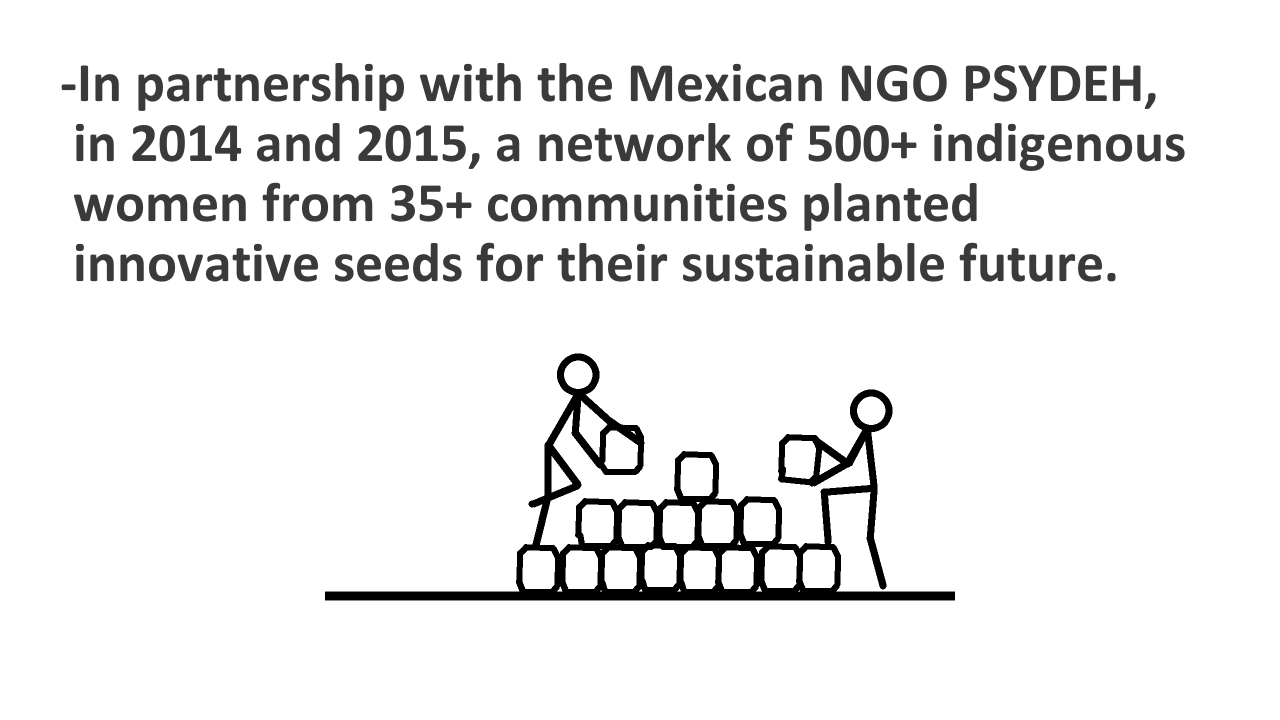 -In partnership with the Mexican NGO PSYDEH,
in 2014 and 2015, a network of 500+ indigenous
women from 35+ communities planted
innovative seeds for their sustainable future.